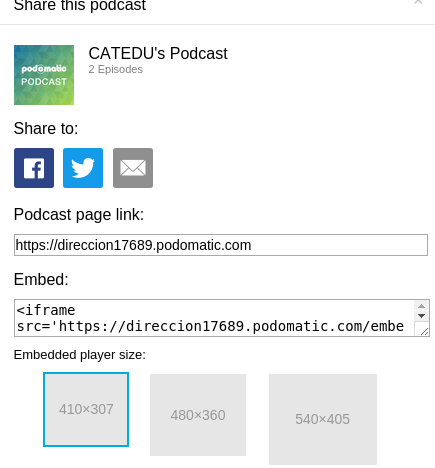 Share this podcast
podomatic
PODCAST
CATEDU's Podcast
2 Episodes
Share to:
Podcast page link:
https://direccion17689.podomatic.com
Embed:
<iframe
src='https://direccion17689.podomatic.com/embe
Embedded player size:
410×307
480×360
540×405